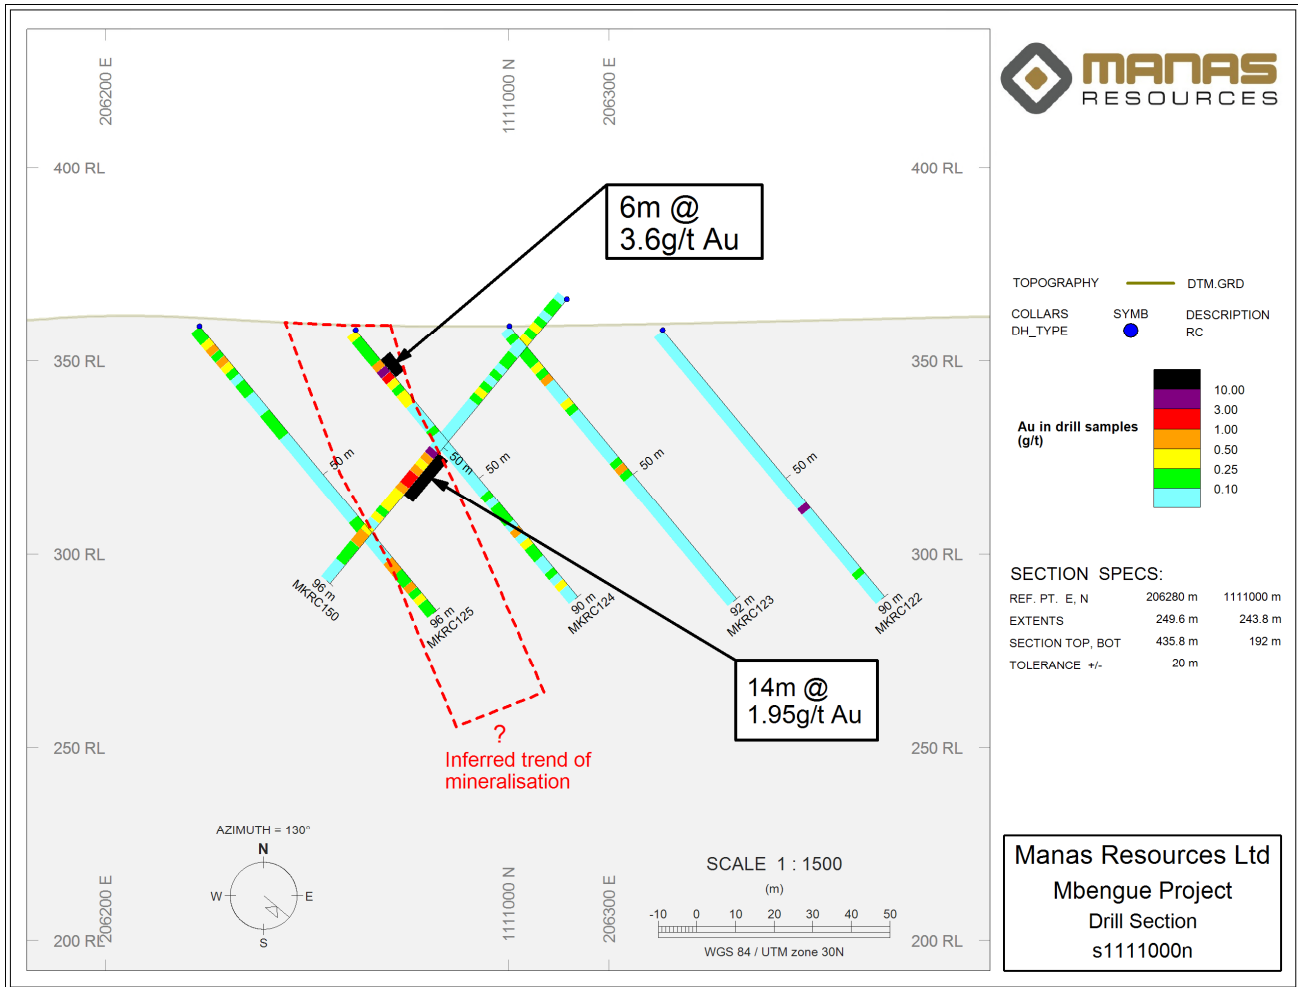 206200 E
1111000 N
206300 E
MANAS
RESOURCES
400 RL
400 RL
6m @
3.6g/t Au
TOPOGRAPHY
DTM.GRD
COLLARS
SYMB
DESCRIPTION
DH_TYPE
RC
350 RL
350 RL
10.00
3.00
Au in drill samples
(g/t)
1.00
0.50
0.25
0.10
50 m
50 m
50 m
50 m
50 m
300 RL
300 RL
96 m
MKRC150
96 m
MKRC125
90 m
MKRC124
92 m
MKRC123
90 m
MKRC122
SECTION SPECS:
REF. PT. E, N 206280 m 1111000 m
EXTENTS 249.6 m 243.8 m
SECTION TOP, BOT 435.8 m 192 m
TOLERANCE +/- 20 m
14m @
1.95g/t Au
?
Inferred trend of
mineralisation
250 RL
250 RL
AZIMUTH = 130°
N
W
E
S
SCALE 1 : 1500
(m)
-10 0 10 20 30 40 50
WGS 84 / UTM zone 30N
206200 E
1111000 N
206300 E
200 RL
200 RL
Manas Resources Ltd
Mbengue Project
Drill Section
s1111000n